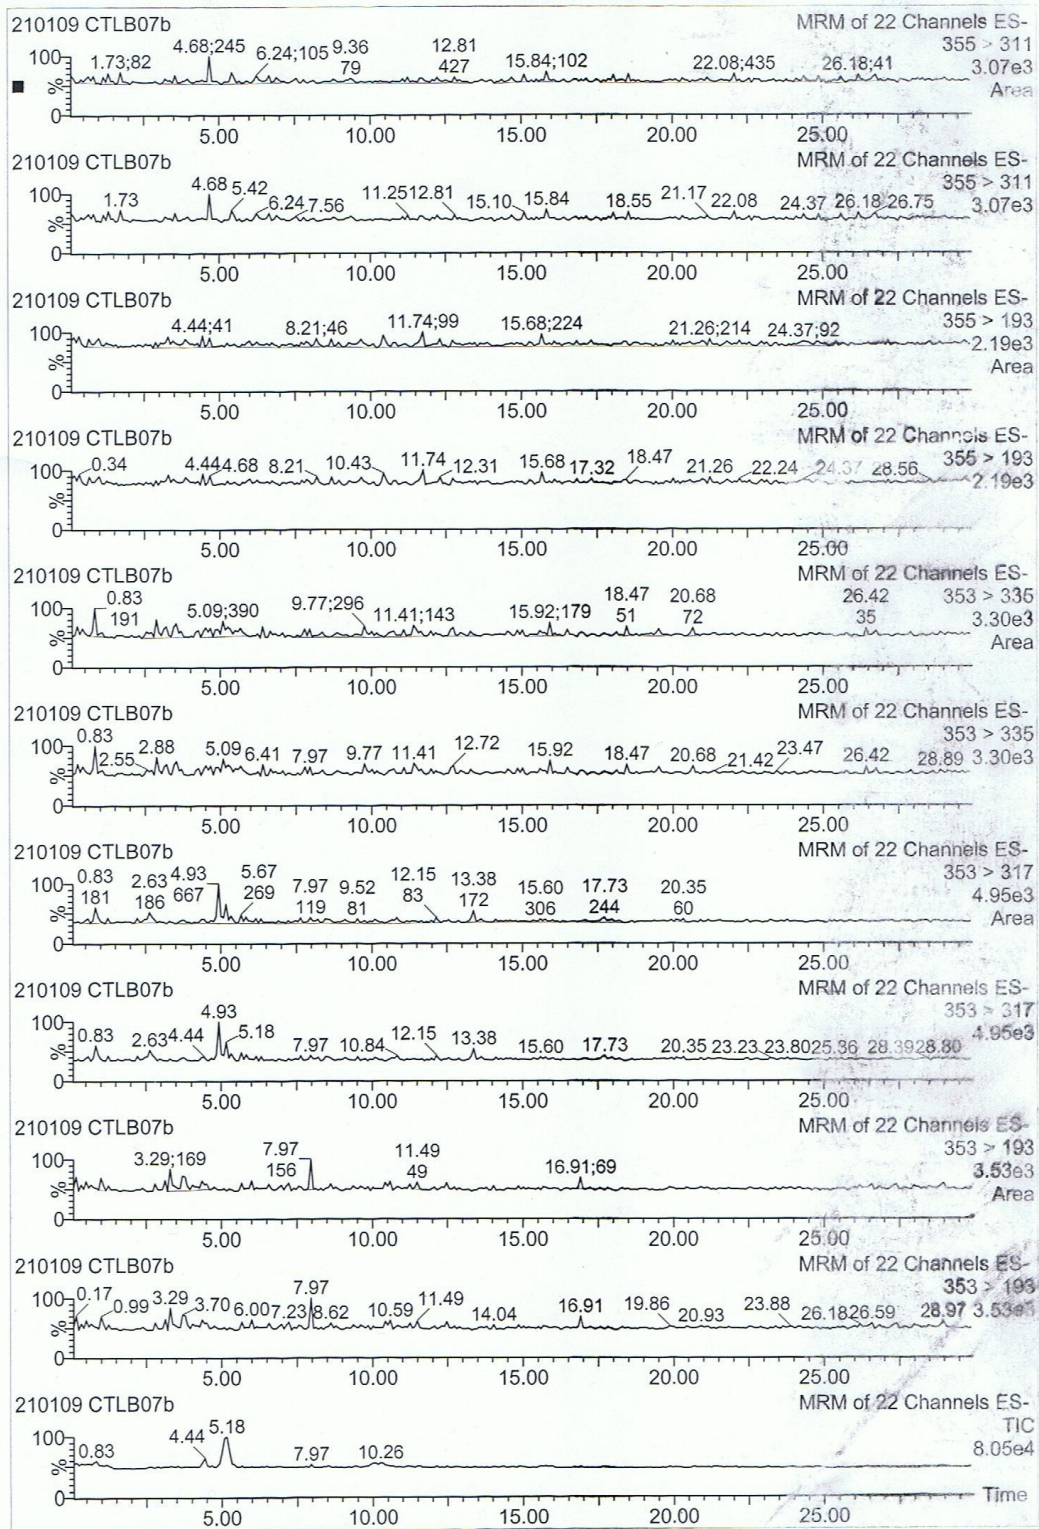 210109 CTLB07b MRM of 22 Channels ES-
4.68;245 6.24;105 9.36 12.81 355 > 311
100 1.73;82 79 427 15.84;102 22.08;435 26.18;41 3.07e3
% Area
0
5.00 10.00 15.00 20.00 25.00
210109 CTLB07b MRM of 22 Channels ES-
355 > 311
100 1.73 4.68 5.42 6.24 7.56 11.25 12.81 15.10 15.84 18.55 21.17 22.08 24.37 26.18 26.75 3.07e3
%
0
5.00 10.00 15.00 20.00 25.00
210109 CTLB07b MRM of 22 Channels ES-
355 > 193
100 4.44;41 8.21;46 11.74;99 15.68;224 21.26;214 24.37;92 2.19e3
% Area
0
5.00 10.00 15.00 20.00 25.00
210109 CTLB07b MRM of 22 Channels ES-
355 > 193
100 0.34 4.44 4.68 8.21 10.43 11.74 12.31 15.68 17.32 18.47 21.26 22.24 24.37 28.56 2.19e3
%
0
5.00 10.00 15.00 20.00 25.00
210109 CTLB07b MRM of 22 Channels ES-
0.83 18.47 20.68 26.42 353 > 335
100 191 5.09;390 9.77;296 11.41;143 15.92;179 51 72 35 3.30e3
% Area
0
5.00 10.00 15.00 20.00 25.00
210109 CTLB07b MRM of 22 Channels ES-
353 > 335
100 0.83 2.55 2.88 5.09 6.41 7.97 9.77 11.41 12.72 15.92 18.47 20.68 21.42 23.47 26.42 28.89 3.30e3
%
0
5.00 10.00 15.00 20.00 25.00
210109 CTLB07b MRM of 22 Channels ES-
0.83 2.63 4.93 5.67 7.97 9.52 12.15 13.38 15.60 17.73 20.35 353 > 317
100 181 186 667 269 119 81 83 172 306 244 60 4.95e3
% Area
0
5.00 10.00 15.00 20.00 25.00
210109 CTLB07b MRM of 22 Channels ES-
353 > 317
100 0.83 2.63 4.44 4.93 5.18 7.97 10.84 12.15 13.38 15.60 17.73 20.35 23.23 23.80 25.36 28.39 28.80 4.95e3
%
0
5.00 10.00 15.00 20.00 25.00
210109 CTLB07b MRM of 22 Channels ES-
7.97 11.49 353 > 193
100 3.29;169 156 49 16.91;69 3.53e3
% Area
0
5.00 10.00 15.00 20.00 25.00
210109 CTLB07b MRM of 22 Channels ES-
353 > 193
100 0.17 0.99 3.29 3.70 6.00 7.23 7.97 8.62 10.59 11.49 14.04 16.91 19.86 20.93 23.88 26.18 26.59 28.97 3.53e3
%
0
5.00 10.00 15.00 20.00 25.00
210109 CTLB07b MRM of 22 Channels ES-
TIC
100 0.83 4.44 5.18 7.97 10.26 8.05e4
%
0 Time
5.00 10.00 15.00 20.00 25.00